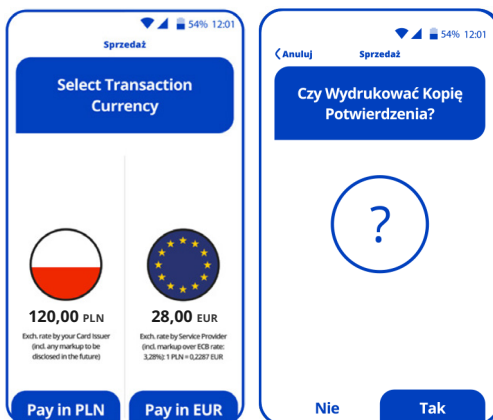 54% 12:01
Sprzedaż
Select Transaction
Currency
120,00 PLN
Exch. rate by your Card Issuer
(incl. any markup to be
disclosed in the future)
Pay in PLN
28,00 EUR
Exch. rate by Service Provider
(incl. markup over ECB rate:
3,28%): 1 PLN = 0,2287 EUR
Pay in EUR
54% 12:01
Anuluj
Sprzedaż
Czy Wydrukować Kopię
Potwierdzenia?
?
Nie
Tak